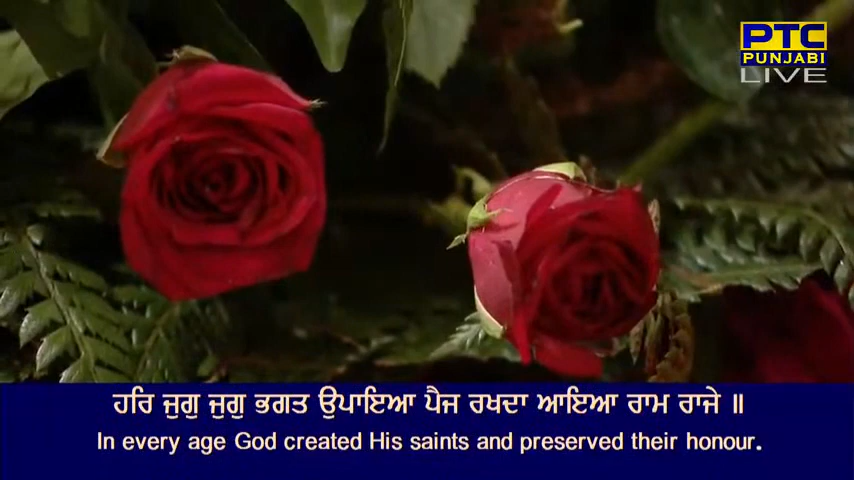 PTC
PUNJABI
LIVE
ਹਰਿ ਜੁਗੁ ਜੁਗੁ ਭਗਤ ਉਪਾਇਆ ਪੈਜ ਰਖਦਾ ਆਇਆ ਰਾਮ ਰਾਜੇ ॥
In every age God created His saints and preserved their honour.